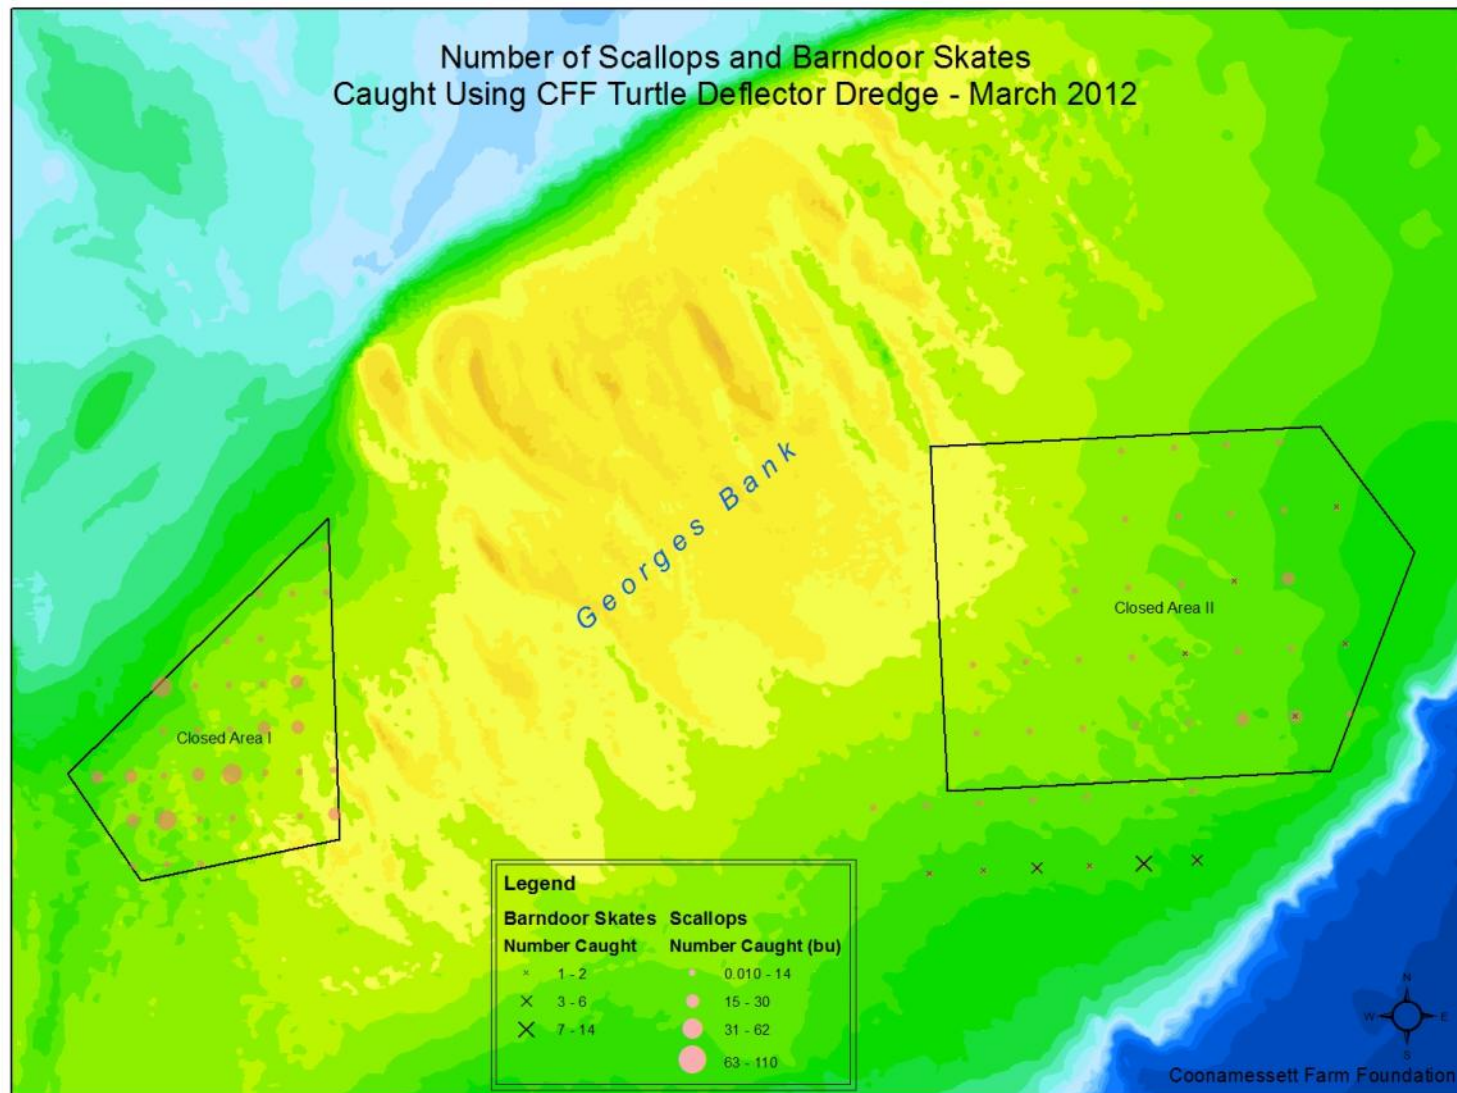 Number of Scallops and Barndoor Skates
Caught Using CFF Turtle Deflector Dredge - March 2012
Georges Bank
Closed Area II
Closed Area I
Legend
Barndoor Skates Scallops
Number Caught Number Caught (bu)
1 - 2 0.010 - 14
3 - 6 15 - 30
7 - 14 31 - 62
63 - 110
N
W E
S
Coonamessett Farm Foundation